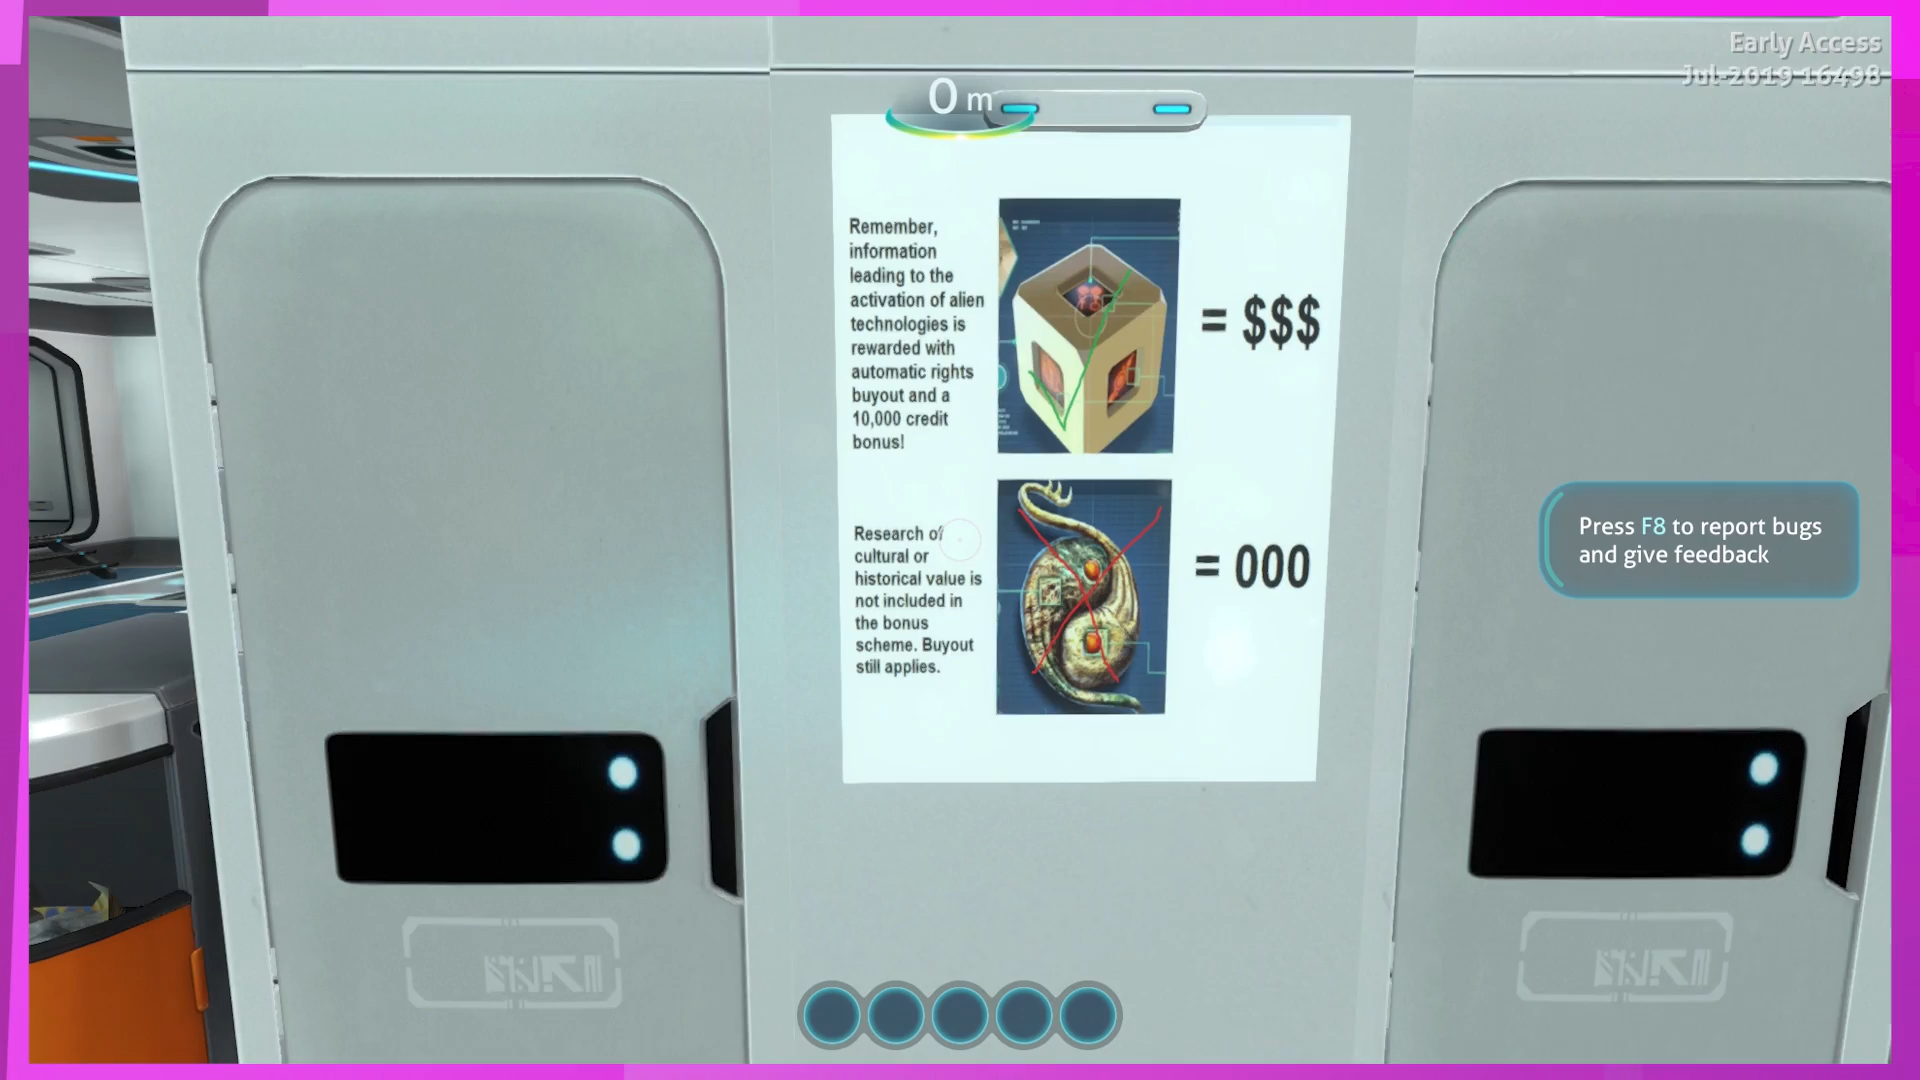 Early Access
Jul-2019 16498
0 m
Remember,
information
leading to the
activation of alien
technologies is
rewarded with
automatic rights
buyout and a
10,000 credit
bonus!
= $$$
Research of
cultural or
historical value is
not included in
the bonus
scheme. Buyout
still applies.
= 000
Press F8 to report bugs
and give feedback